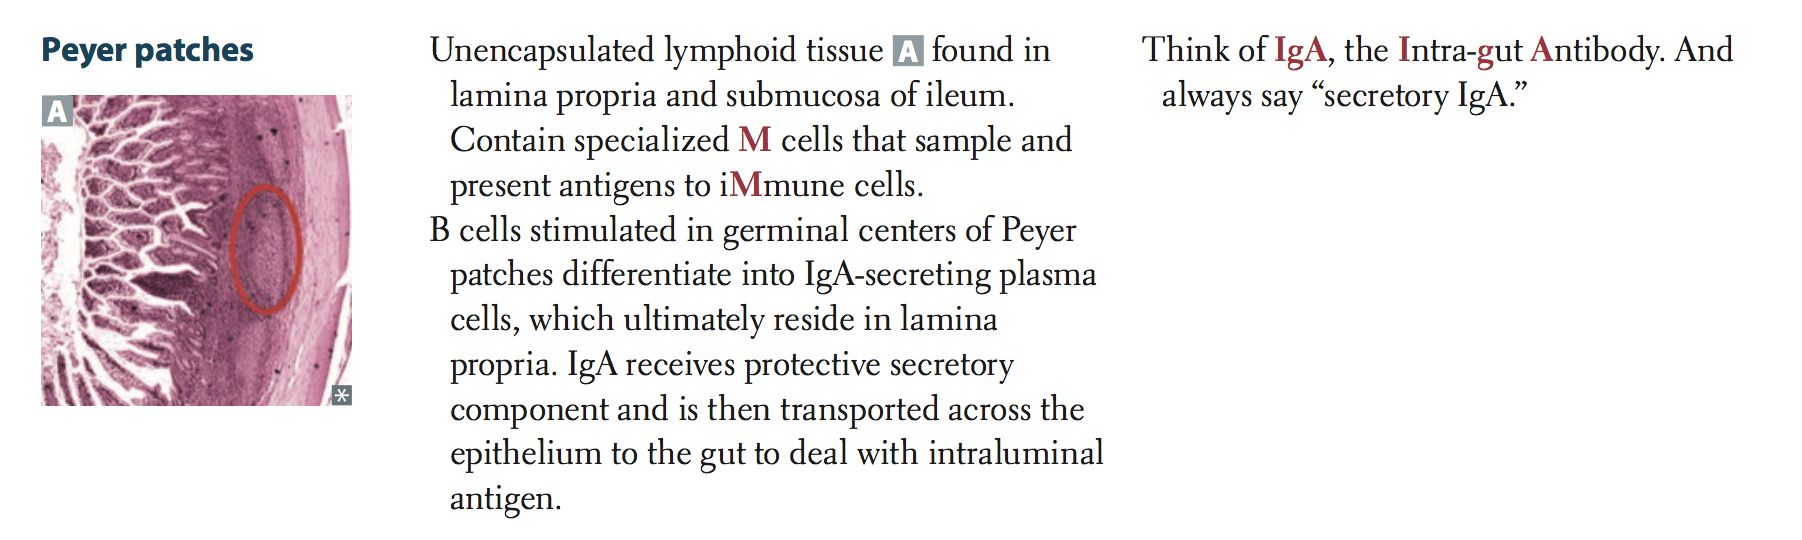 Peyer patches
A
*
Unencapsulated lymphoid tissue A found in
lamina propria and submucosa of ileum.
Contain specialized M cells that sample and
present antigens to iMmune cells.
B cells stimulated in germinal centers of Peyer
patches differentiate into IgA-secreting plasma
cells, which ultimately reside in lamina
propria. IgA receives protective secretory
component and is then transported across the
epithelium to the gut to deal with intraluminal
antigen.
Think of IgA, the Intra-gut Antibody. And
always say “secretory IgA.”